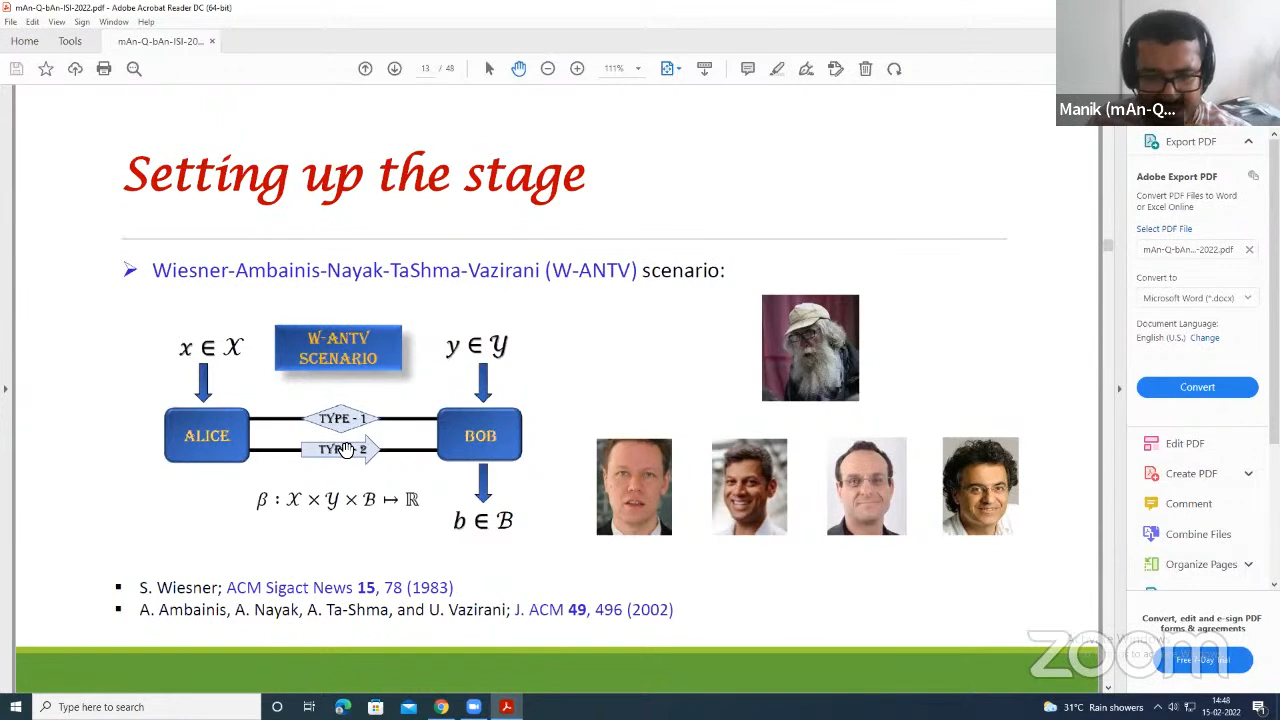 mAn-Q-bAn-ISI-2022.pdf - Adobe Acrobat Reader DC (64-bit)
File Edit View Sign Window Help
Home Tools mAn-Q-bAn-ISI-20... ×
13 / 48 111%
Manik (mAn-Q...
Setting up the stage
Wiesner-Ambainis-Nayak-TaShma-Vazirani (W-ANTV) scenario:
x ∈ 𝒳
W-ANTV
SCENARIO
y ∈ 𝒴
TYPE - 1
ALICE
BOB
2
β : 𝒳 × 𝒴 × ℬ ↦ ℝ
b ∈ ℬ
S. Wiesner; ACM Sigact News 15, 78 (1983)
A. Ambainis, A. Nayak, A. Ta-Shma, and U. Vazirani; J. ACM 49, 496 (2002)
Export PDF
Adobe Export PDF
Convert PDF Files to Word
or Excel Online
Select PDF File
mAn-Q-bAn...-2022.pdf
Convert to
Microsoft Word (*.docx)
Document Language:
English (U.S.) Change
Convert
Edit PDF
Create PDF
Comment
Combine Files
Organize Pages
Convert, edit and e-sign PDF
forms & agreements
Free 7-Day Trial
zoom
Type here to search
31°C Rain showers
14:48
15-02-2022